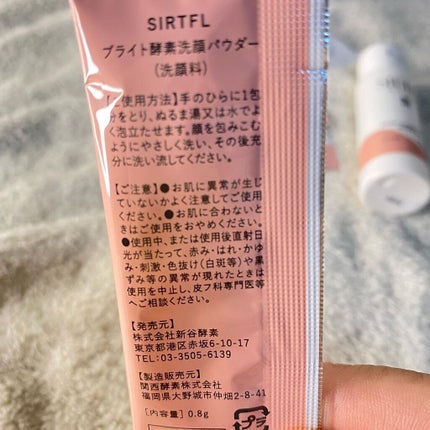 SIRTFL
ブライト酵素洗顔パウダー
(洗顔料)
【ご使用方法】手のひらに1包
分をとり、ぬるま湯又は水でよ
く泡立たせます。顔を包みこむ
ようにやさしく洗い、その後充
分に洗い流してください。
【ご注意】●お肌に異常が生じ
ていないかよく注意してご使用
ください。●お肌に合わないと
きはご使用をおやめください。
●使用中、または使用後直射日
光が当たって、赤み・はれ・かゆ
み・刺激・色抜け(白斑等)や黒
ずみ等の異常が現れたときは
使用を中止し、皮フ科専門医等
へご相談ください。
【発売元】
株式会社新谷酵素
東京都港区赤坂6-10-17
TEL: 03-3505-6139
【製造販売元】
関西酵素株式会社
福岡県大野城市仲畑2-8-41
[内容量] 0.8g
プラ